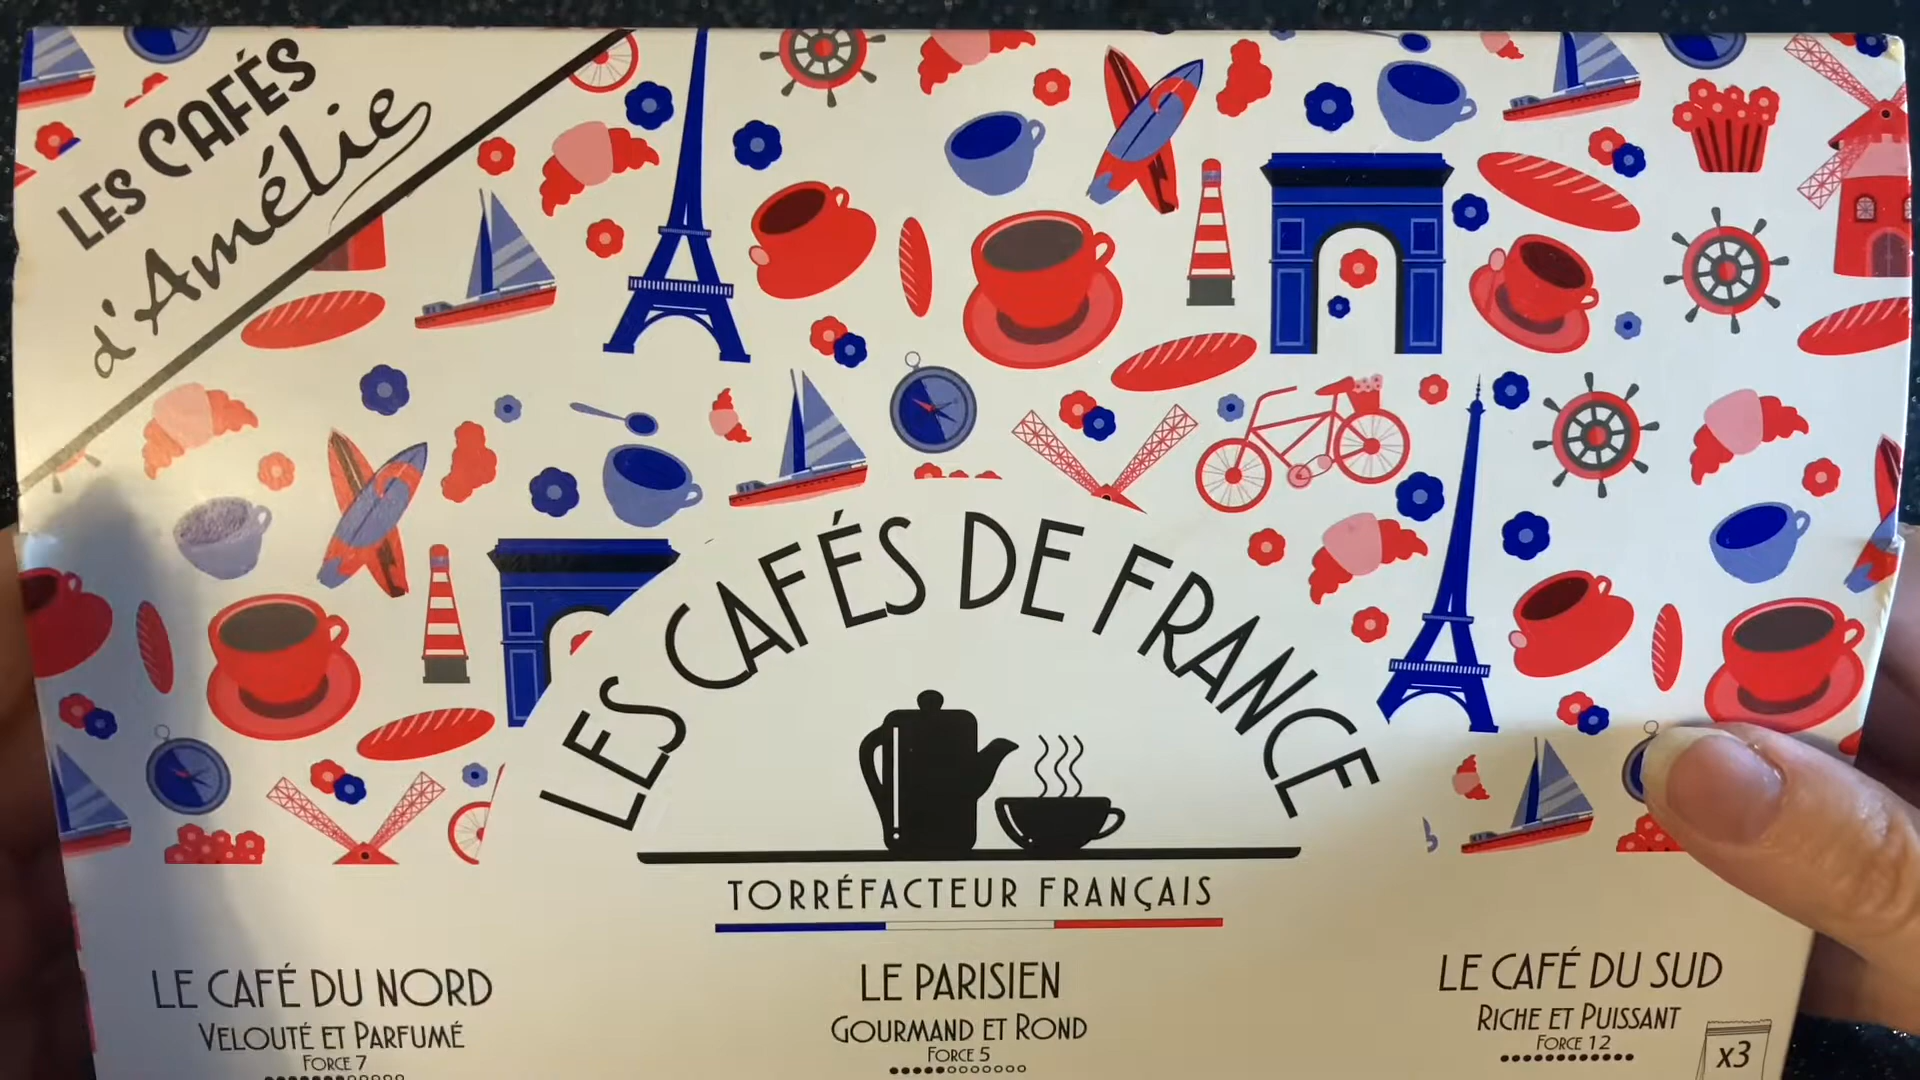 LES CAFÉS
d'Amélie
LES CAFÉS DE FRANCE
TORRÉFACTEUR FRANÇAIS
LE CAFÉ DU NORD
VELOUTÉ ET PARFUMÉ
FORCE 7
LE PARISIEN
GOURMAND ET ROND
FORCE 5
LE CAFÉ DU SUD
RICHE ET PUISSANT
FORCE 12
x3